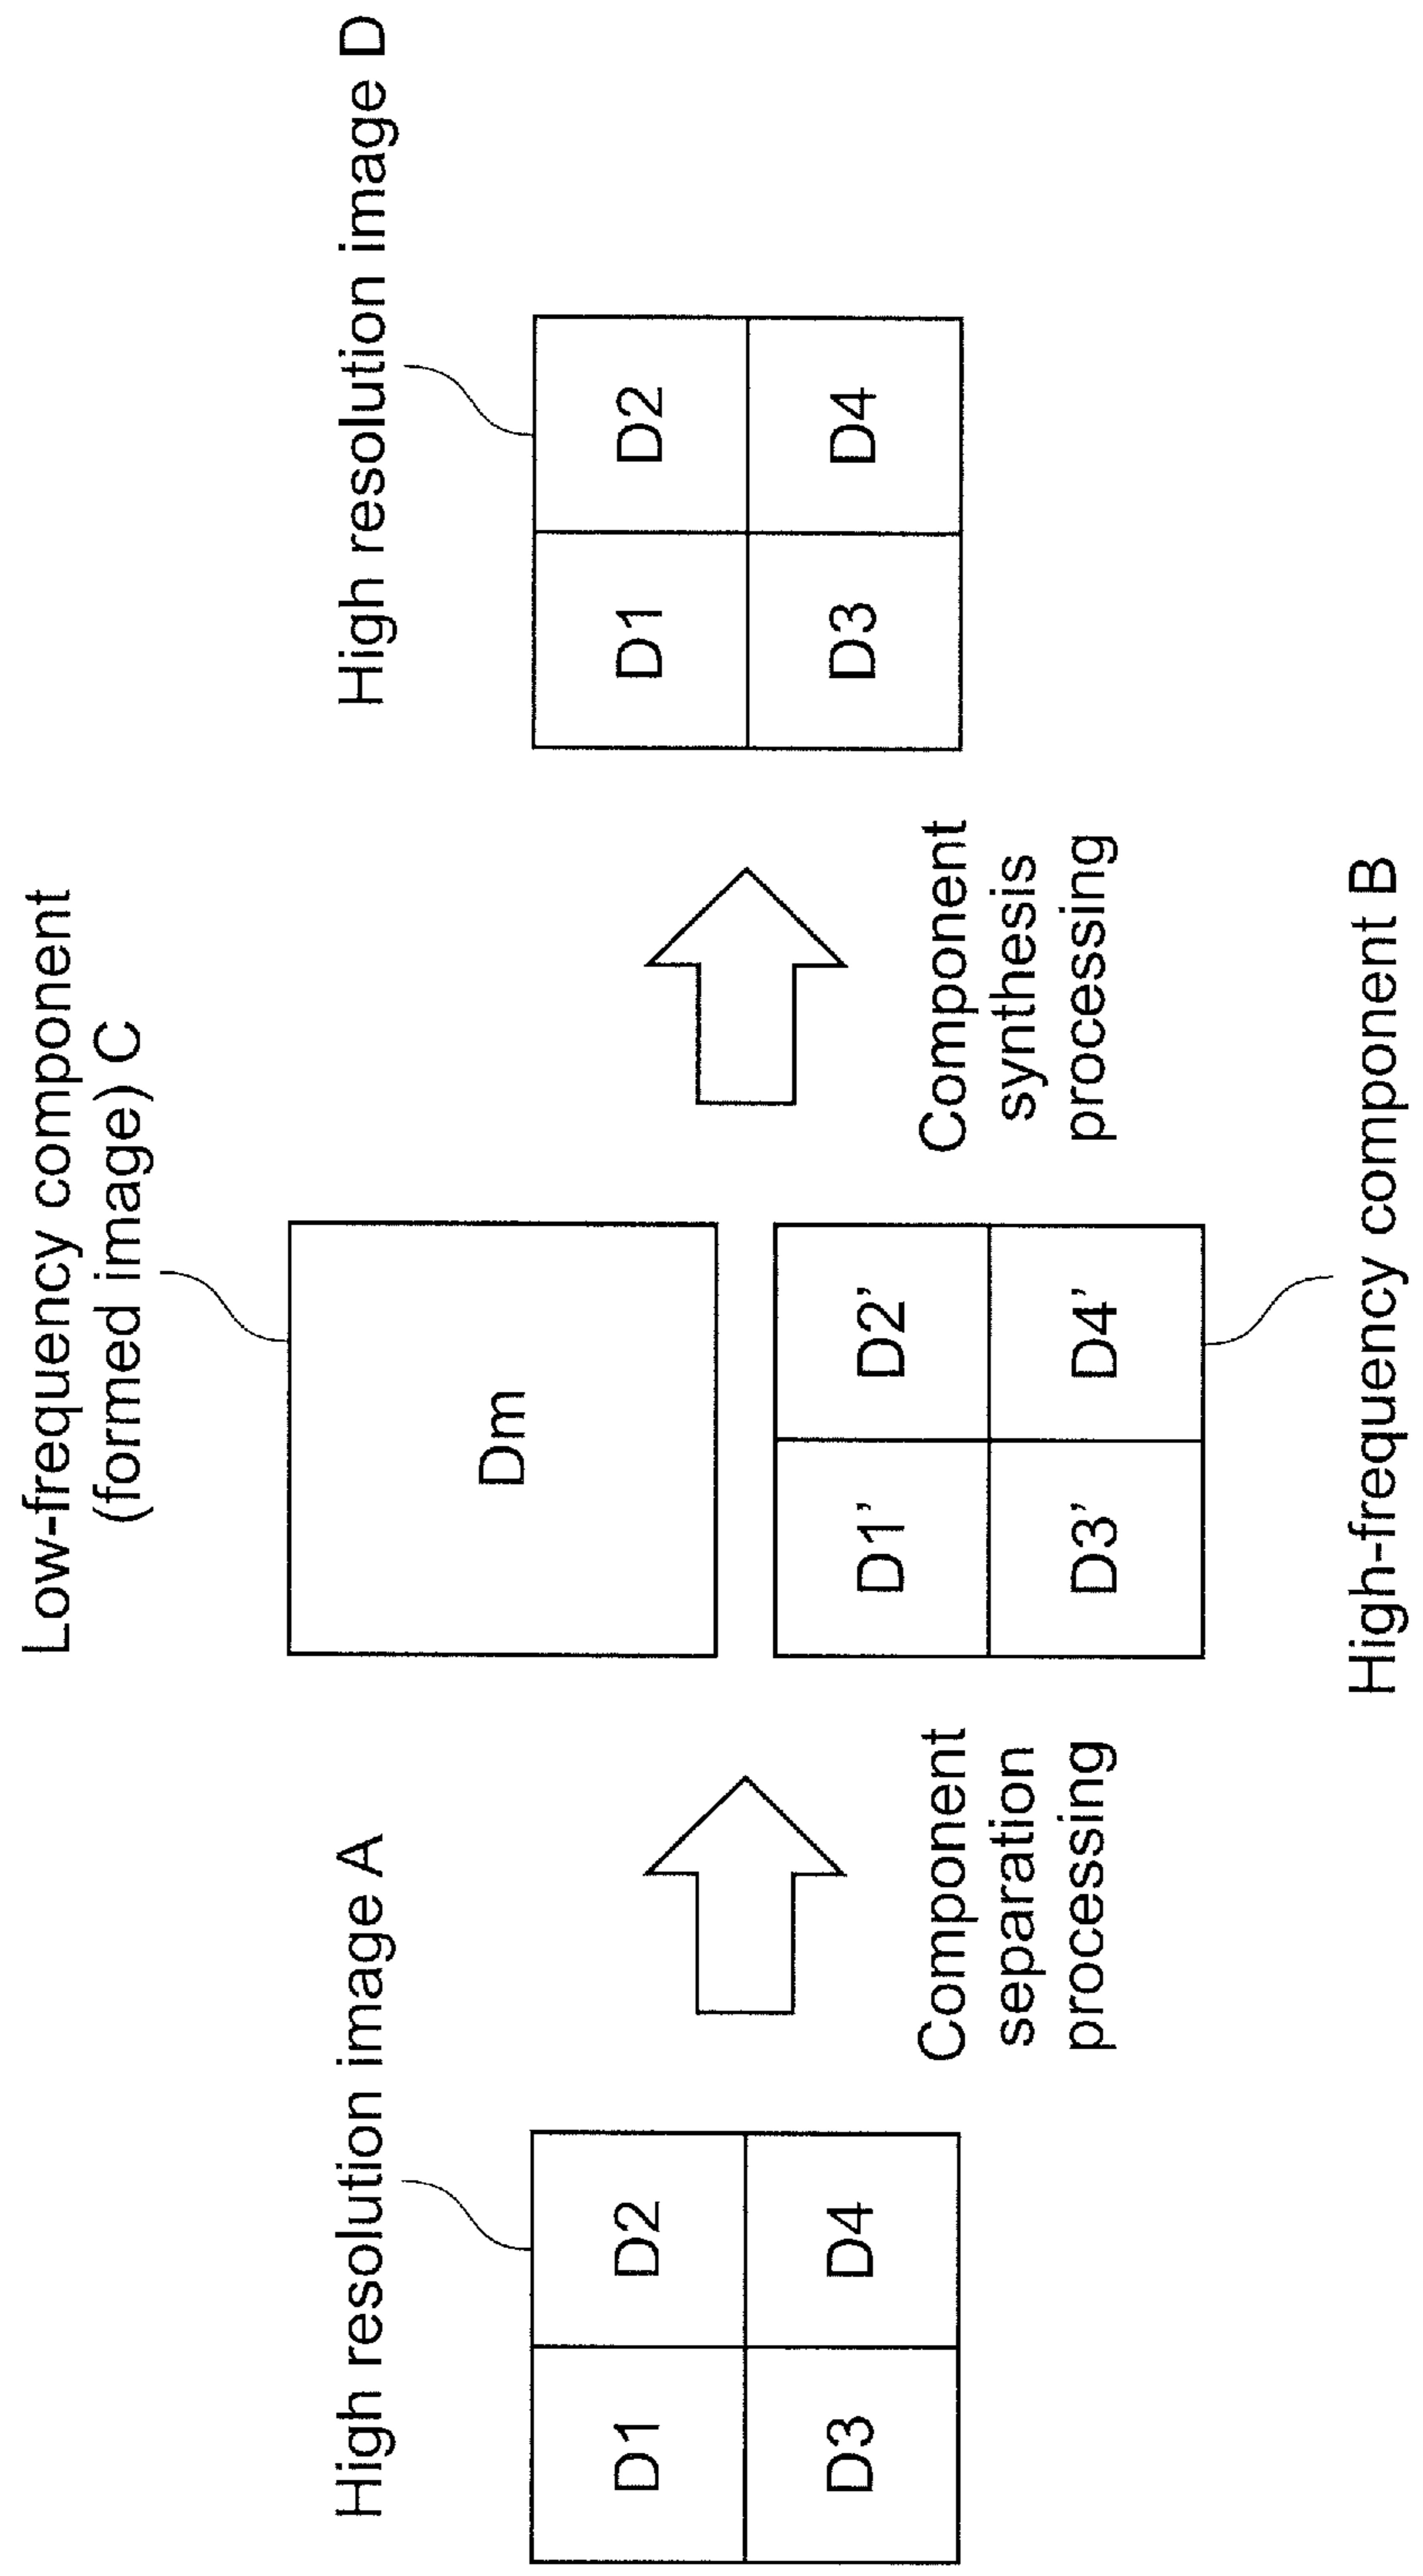 High resolution image A
D1 D2
D3 D4
Component
separation
processing
Low-frequency component
(formed image) C
Dm
D1’ D2’
D3’ D4’
High-frequency component B
Component
synthesis
processing
High resolution image D
D1 D2
D3 D4